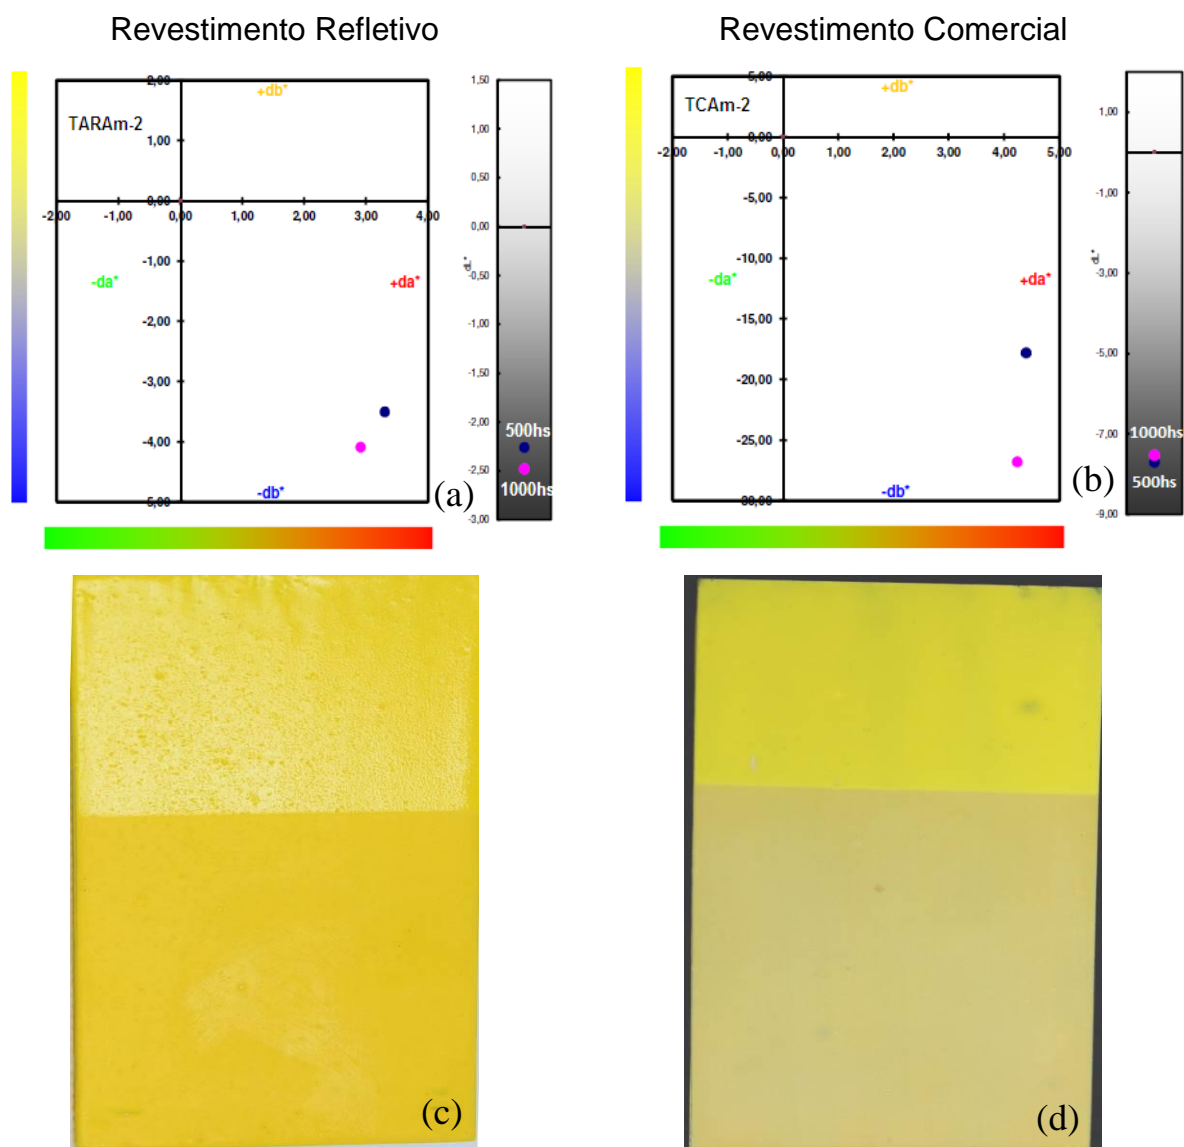 Revestimento Refletivo
Revestimento Comercial
2,00
+db*
TARAm-2
1,00
0,00
-2,00 -1,00 0,00 1,00 2,00 3,00 4,00
-1,00
-da*
+da*
-2,00
-3,00
-4,00
-db*
5,00
(a)
1,50
1,00
0,50
0,00
dL*
-0,50
-1,00
-1,50
-2,00
500hs
-2,50
1000hs
-3,00
5,00
+db*
TCAm-2
0,00
-2,00 -1,00 0,00 1,00 2,00 3,00 4,00 5,00
-5,00
-10,00
-da*
+da*
-15,00
-20,00
-25,00
-db*
-30,00
(b)
1,00
-1,00
dL*
-3,00
-5,00
-7,00
1000hs
500hs
-9,00
(c)
(d)